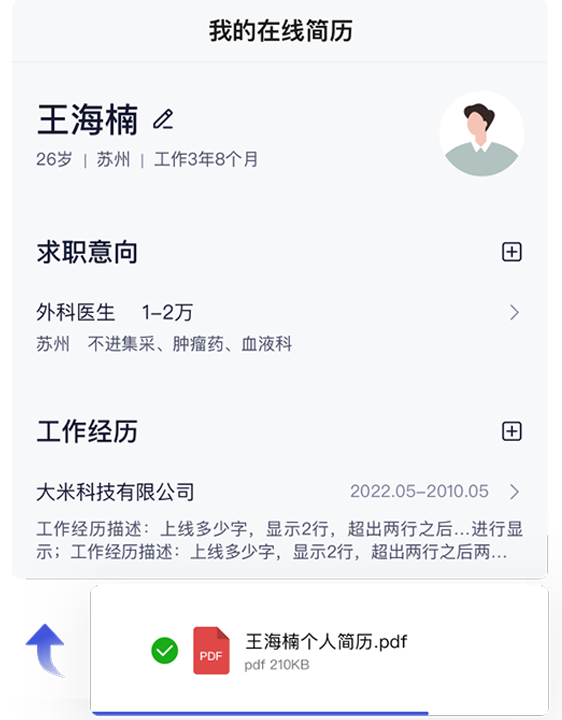 我的在线简历
王海楠
26岁 | 苏州 | 工作3年8个月
求职意向
外科医生 1-2万
苏州 不进集采、肿瘤药、血液科
工作经历
大米科技有限公司 2022.05-2010.05
工作经历描述：上线多少字，显示2行，超出两行之后...进行显
示；工作经历描述：上线多少字，显示2行，超出两行之后两...
PDF
王海楠个人简历.pdf
pdf 210KB